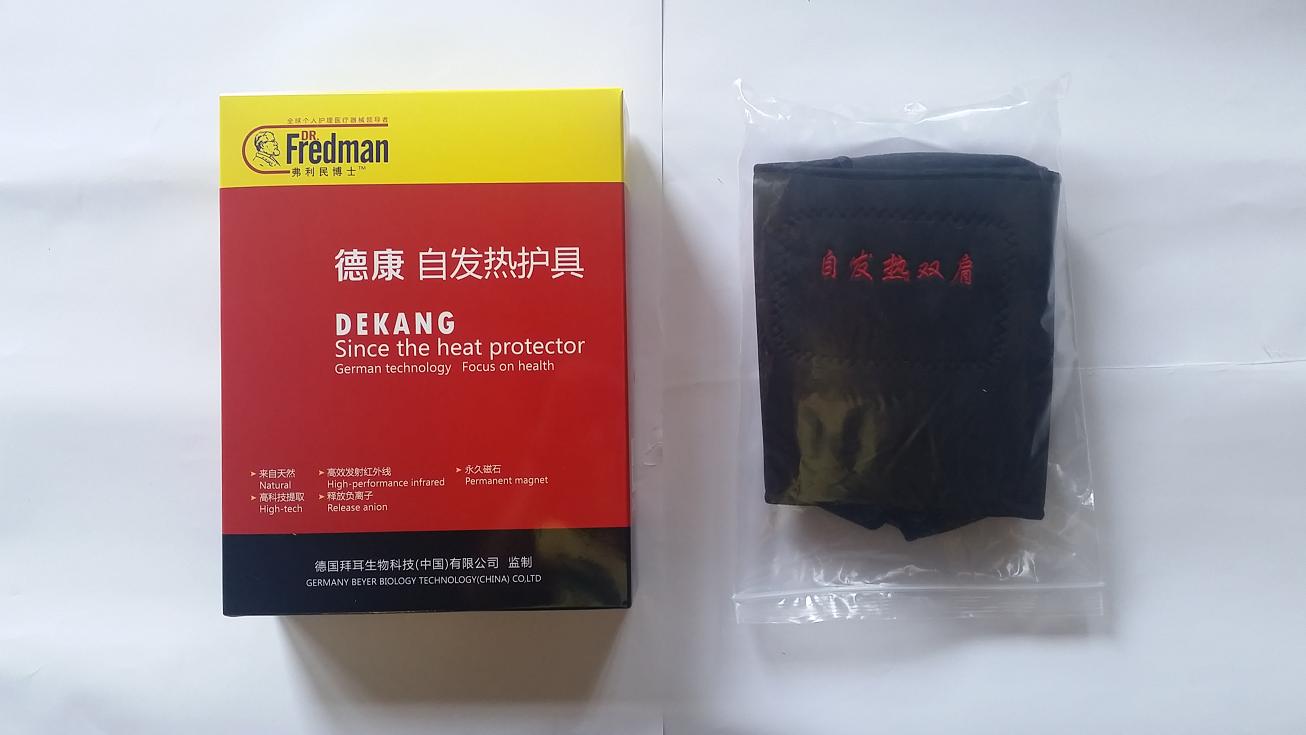 全球个人护理医疗器械领导者
DR.
Fredman
弗利民博士™
德康 自发热护具
DEKANG
Since the heat protector
German technology Focus on health
➤ 来自天然 ➤ 高效发射红外线 ➤ 永久磁石
Natural High-performance infrared Permanent magnet
➤ 高科技提取 ➤ 释放负离子
High-tech Release anion
德国拜耳生物科技(中国)有限公司 监制
GERMANY BEYER BIOLOGY TECHNOLOGY(CHINA) CO,LTD
自发热双肩